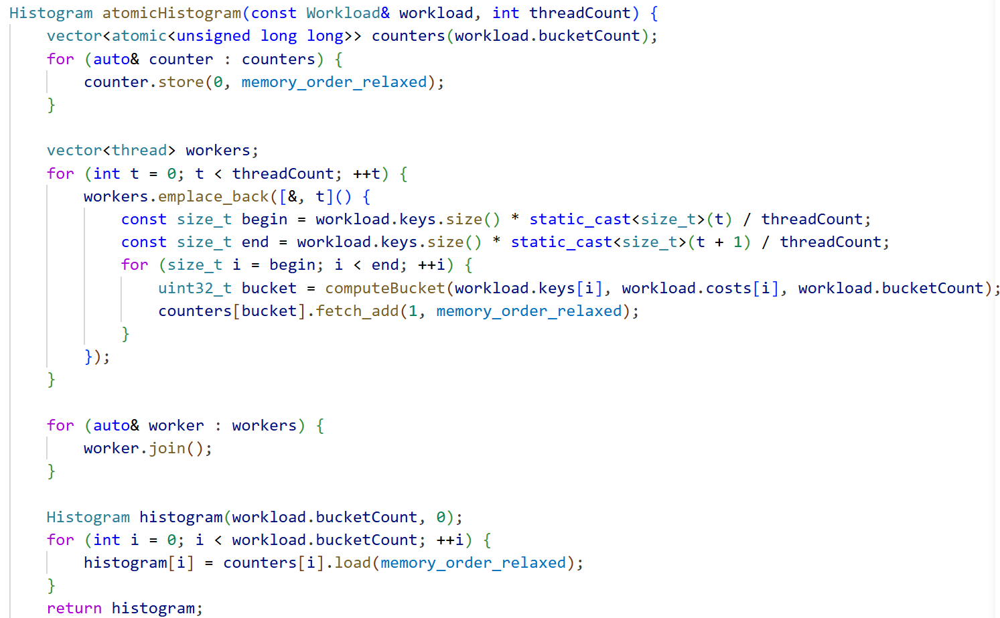 Histogram atomicHistogram(const Workload& workload, int threadCount) {
    vector<atomic<unsigned long long>> counters(workload.bucketCount);
    for (auto& counter : counters) {
        counter.store(0, memory_order_relaxed);
    }

    vector<thread> workers;
    for (int t = 0; t < threadCount; ++t) {
        workers.emplace_back([&, t]() {
            const size_t begin = workload.keys.size() * static_cast<size_t>(t) / threadCount;
            const size_t end = workload.keys.size() * static_cast<size_t>(t + 1) / threadCount;
            for (size_t i = begin; i < end; ++i) {
                uint32_t bucket = computeBucket(workload.keys[i], workload.costs[i], workload.bucketCount);
                counters[bucket].fetch_add(1, memory_order_relaxed);
            }
        });
    }

    for (auto& worker : workers) {
        worker.join();
    }

    Histogram histogram(workload.bucketCount, 0);
    for (int i = 0; i < workload.bucketCount; ++i) {
        histogram[i] = counters[i].load(memory_order_relaxed);
    }
    return histogram;